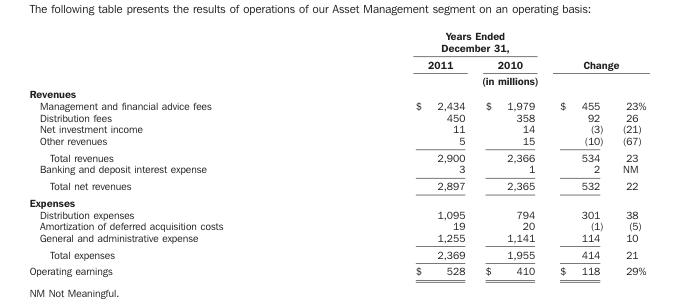 The following table presents the results of operations of our Asset Management segment on an operating basis:
Years Ended
December 31,
2011 2010 Change
(in millions)
Revenues
Management and financial advice fees $ 2,434 $ 1,979 $ 455 23%
Distribution fees 450 358 92 26
Net investment income 11 14 (3) (21)
Other revenues 5 15 (10) (67)
Total revenues 2,900 2,366 534 23
Banking and deposit interest expense 3 1 2 NM
Total net revenues 2,897 2,365 532 22
Expenses
Distribution expenses 1,095 794 301 38
Amortization of deferred acquisition costs 19 20 (1) (5)
General and administrative expense 1,255 1,141 114 10
Total expenses 2,369 1,955 414 21
Operating earnings $ 528 $ 410 $ 118 29%
NM Not Meaningful.